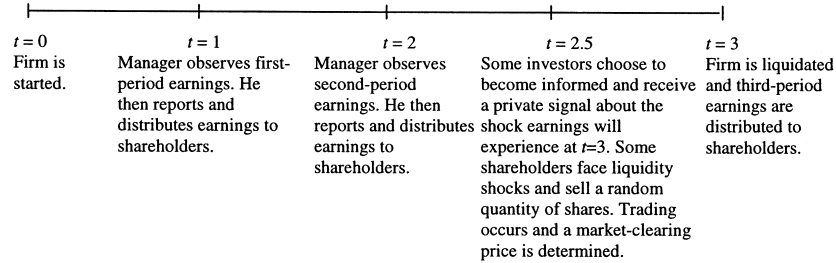 t = 0
Firm is
started.
t = 1
Manager observes first-
period earnings. He
then reports and
distributes earnings to
shareholders.
t = 2
Manager observes
second-period
earnings. He then
reports and distributes
earnings to
shareholders.
t = 2.5
Some investors choose to
become informed and receive
a private signal about the
shock earnings will
experience at t=3. Some
shareholders face liquidity
shocks and sell a random
quantity of shares. Trading
occurs and a market-clearing
price is determined.
t = 3
Firm is liquidated
and third-period
earnings are
distributed to
shareholders.